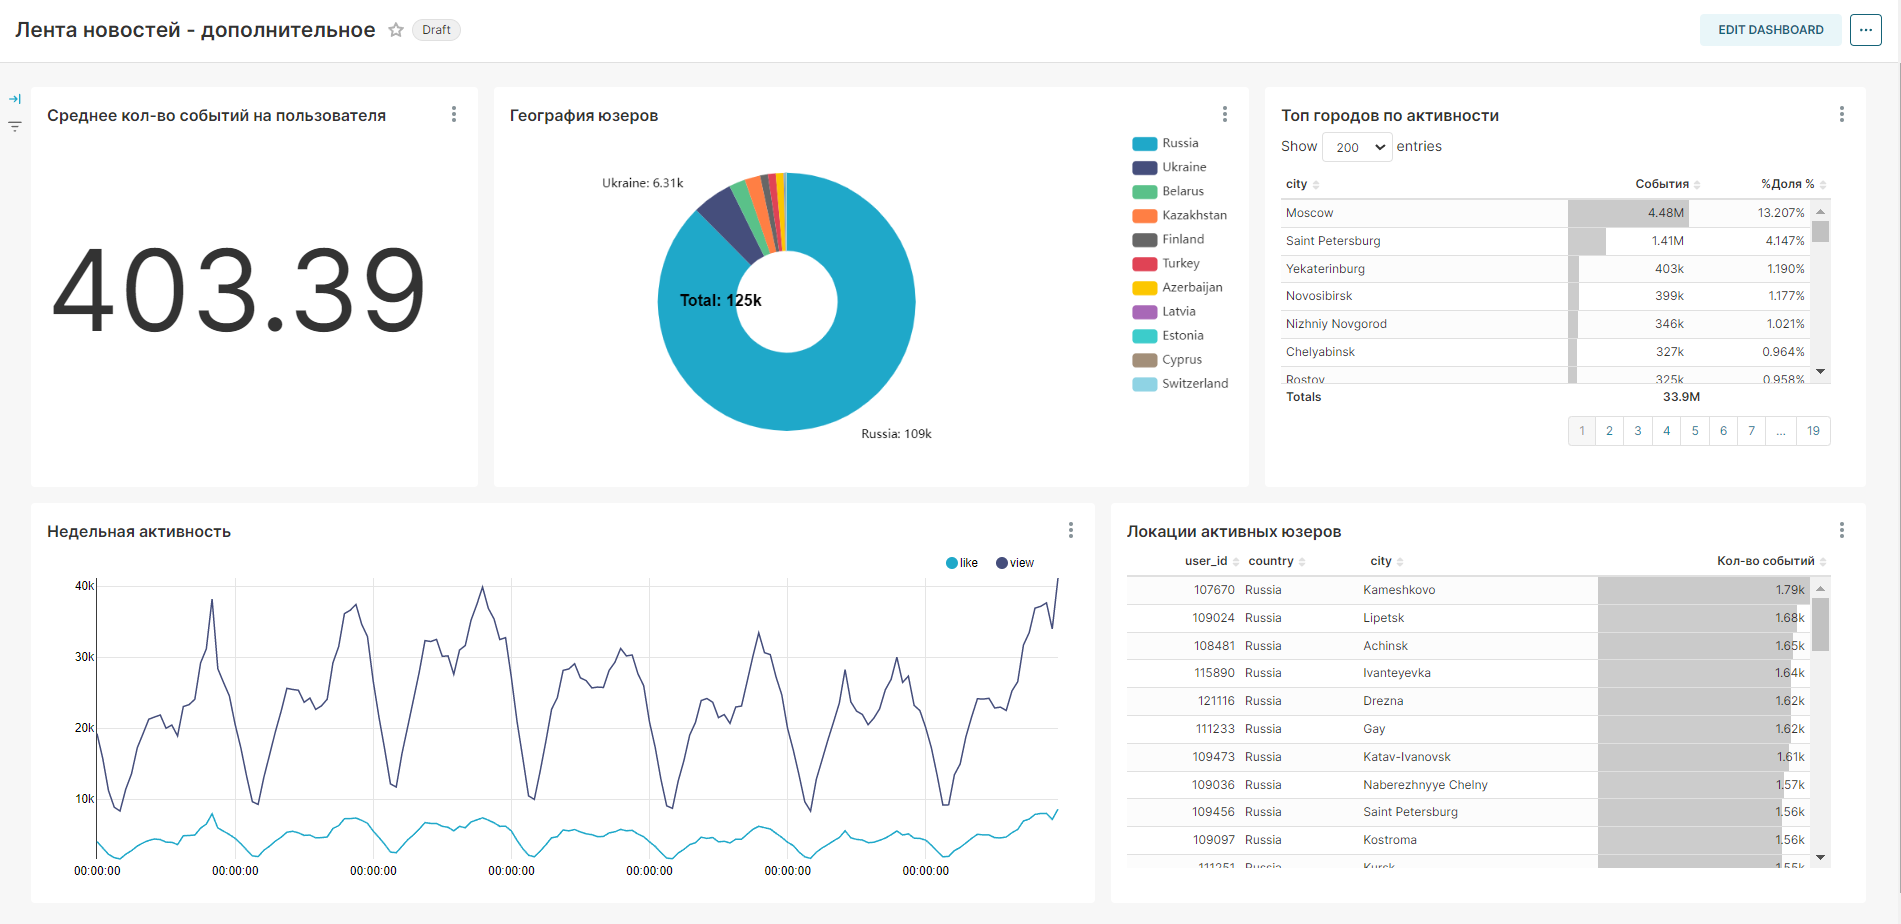 Лента новостей - дополнительное Draft EDIT DASHBOARD ...
Среднее кол-во событий на пользователя
403.39
География юзеров
Ukraine: 6.31k
Total: 125k
Russia: 109k
Russia
Ukraine
Belarus
Kazakhstan
Finland
Turkey
Azerbaijan
Latvia
Estonia
Cyprus
Switzerland
Топ городов по активности
Show 200 entries
city События %Доля %
Moscow 4.48M 13.207%
Saint Petersburg 1.41M 4.147%
Yekaterinburg 403k 1.190%
Novosibirsk 399k 1.177%
Nizhniy Novgorod 346k 1.021%
Chelyabinsk 327k 0.964%
Rostov 325k 0.958%
Totals 33.9M
1 2 3 4 5 6 7 ... 19
Недельная активность
like view
40k
30k
20k
10k
00:00:00 00:00:00 00:00:00 00:00:00 00:00:00 00:00:00 00:00:00
Локации активных юзеров
user_id country city Кол-во событий
107670 Russia Kameshkovo 1.79k
109024 Russia Lipetsk 1.68k
108481 Russia Achinsk 1.65k
115890 Russia Ivanteyevka 1.64k
121116 Russia Drezna 1.62k
111233 Russia Gay 1.62k
109473 Russia Katav-Ivanovsk 1.61k
109036 Russia Naberezhnyye Chelny 1.57k
109456 Russia Saint Petersburg 1.56k
109097 Russia Kostroma 1.56k
111251 Russia Kursk 1.55k